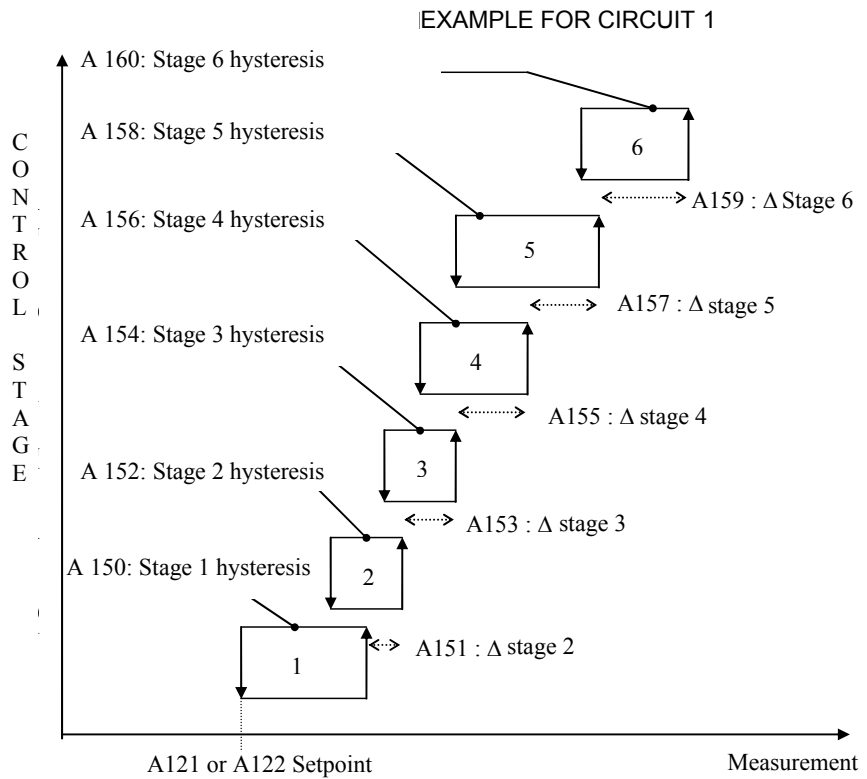 EXAMPLE FOR CIRCUIT 1
A 160: Stage 6 hysteresis
A 158: Stage 5 hysteresis
6
A159 : Δ Stage 6
A 156: Stage 4 hysteresis
5
A157 : Δ stage 5
A 154: Stage 3 hysteresis
4
A155 : Δ stage 4
A 152: Stage 2 hysteresis
3
A153 : Δ stage 3
A 150: Stage 1 hysteresis
2
A151 : Δ stage 2
1
CONTROL STAGE
A121 or A122 Setpoint
Measurement